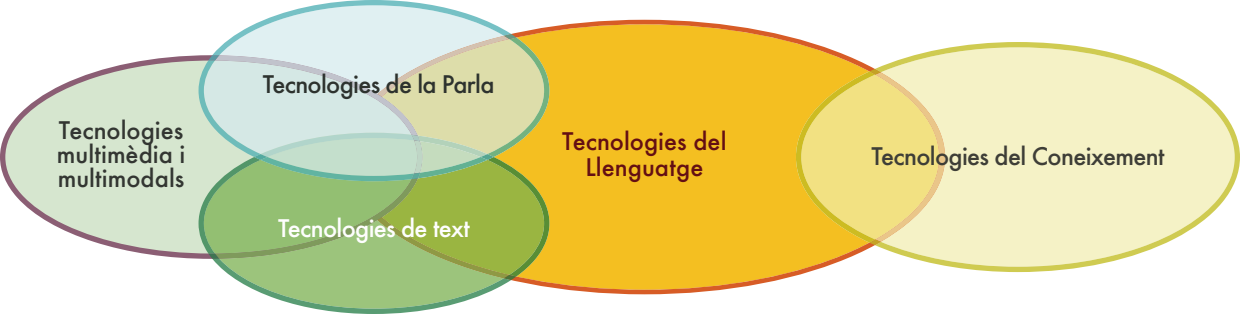 Tecnologies de la Parla
Tecnologies
multimèdia i
multimodals
Tecnologies de text
Tecnologies del
Llenguatge
Tecnologies del Coneixement